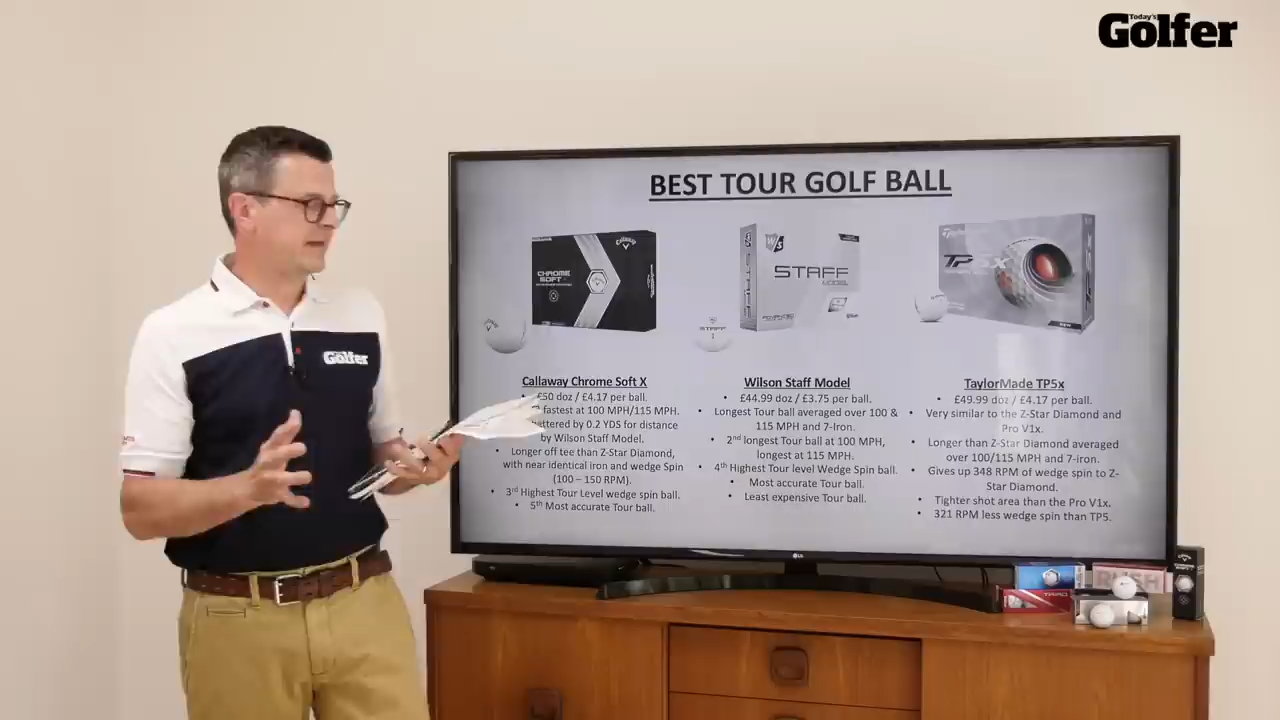 Today's
Golfer
BEST TOUR GOLF BALL
CHROME
SOFT
Callaway
STAFF
MODEL
STAFF
TaylorMade
TP5x
Golfer
Callaway Chrome Soft X
£50 doz / £4.17 per ball.
fastest at 100 MPH/115 MPH.
by 0.2 YDS for distance
by Wilson Staff Model.
• Longer off tee than Z-Star Diamond,
with near identical iron and wedge Spin
(100 – 150 RPM).
• 3rd Highest Tour Level wedge spin ball.
• 5th Most accurate Tour ball.
Wilson Staff Model
• £44.99 doz / £3.75 per ball.
• Longest Tour ball averaged over 100 &
115 MPH and 7-Iron.
• 2nd longest Tour ball at 100 MPH,
longest at 115 MPH.
• 4th Highest Tour level Wedge Spin ball.
• Most accurate Tour ball.
• Least expensive Tour ball.
TaylorMade TP5x
• £49.99 doz / £4.17 per ball.
• Very similar to the Z-Star Diamond and
Pro V1x.
• Longer than Z-Star Diamond averaged
over 100/115 MPH and 7-iron.
• Gives up 348 RPM of wedge spin to Z-
Star Diamond.
• Tighter shot area than the Pro V1x.
• 321 RPM less wedge spin than TP5.
LG
RUSH